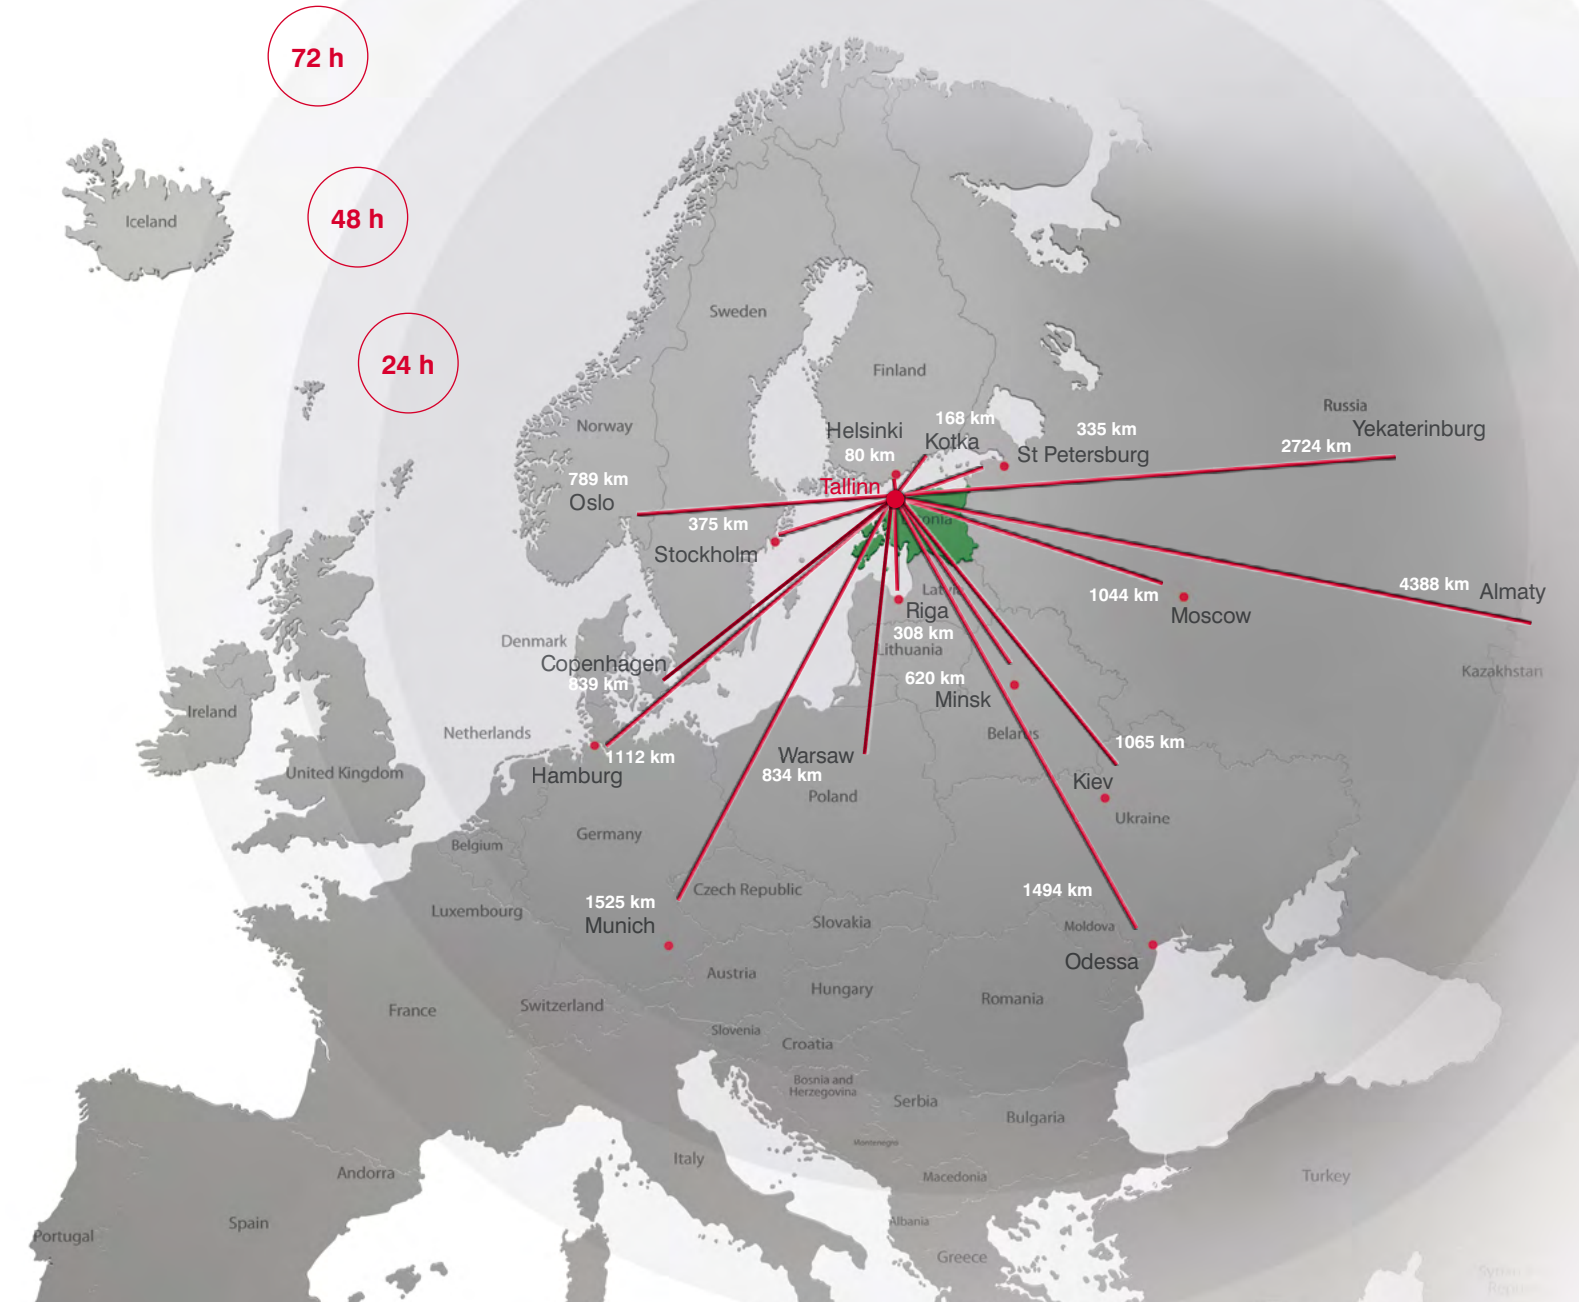 72 h
48 h
Iceland
24 h
Sweden
Finland
Russia
Norway
168 km
335 km
Helsinki
Kotka
Yekaterinburg
2724 km
80 km
St Petersburg
789 km
Tallinn
Oslo
375 km
Stockholm
4388 km
Almaty
1044 km
Moscow
Latvia
Riga
308 km
Denmark
Lithuania
Copenhagen
839 km
Kazakhstan
620 km
Minsk
Ireland
Netherlands
Belarus
1065 km
1112 km
Warsaw
United Kingdom
Hamburg
834 km
Kiev
Poland
Ukraine
Germany
Belgium
Czech Republic
1494 km
1525 km
Luxembourg
Munich
Slovakia
Moldova
Odessa
Austria
Hungary
Switzerland
Romania
France
Slovenia
Croatia
Bosnia and
Herzegovina
Serbia
Bulgaria
Montenegro
Italy
Andorra
Macedonia
Turkey
Spain
Albania
Portugal
Greece